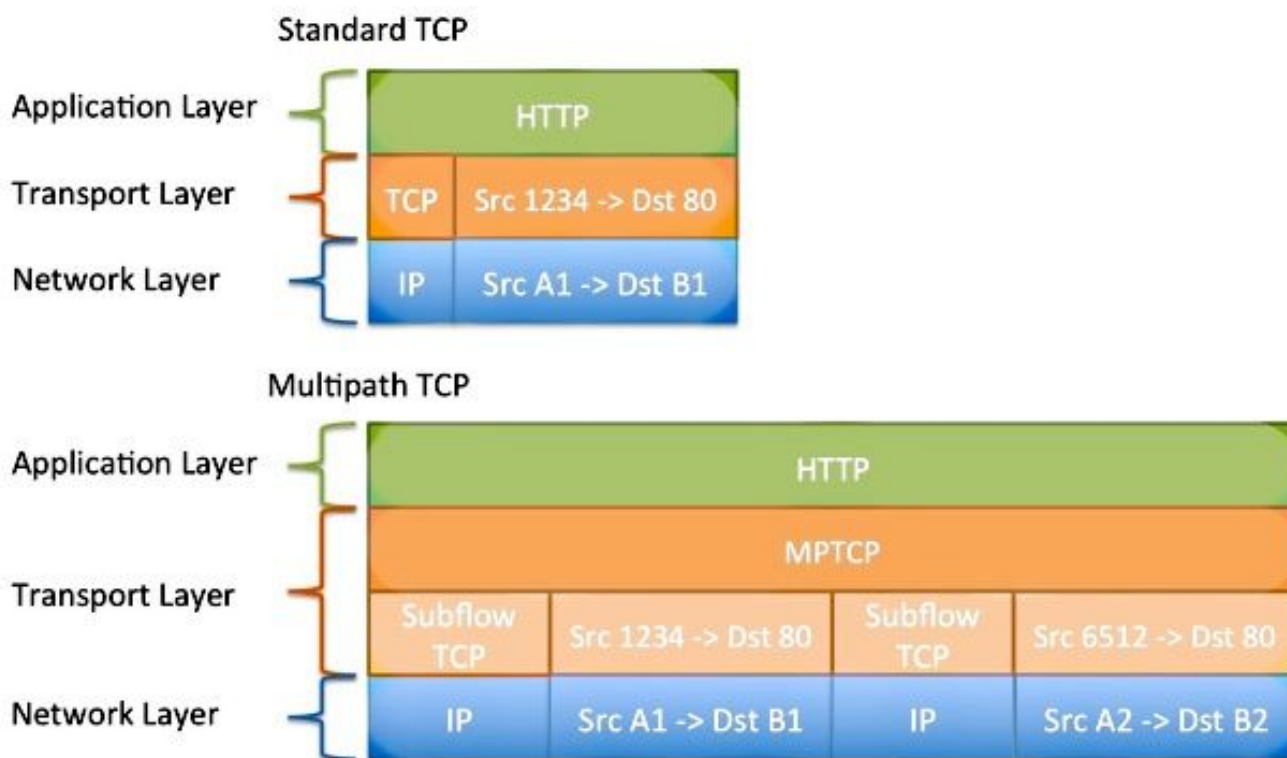 Standard TCP
Application Layer
HTTP
Transport Layer
TCP
Src 1234 -> Dst 80
Network Layer
IP
Src A1 -> Dst B1
Multipath TCP
Application Layer
HTTP
MPTCP
Transport Layer
Subflow
TCP
Src 1234 -> Dst 80
Subflow
TCP
Src 6512 -> Dst 80
Network Layer
IP
Src A1 -> Dst B1
IP
Src A2 -> Dst B2